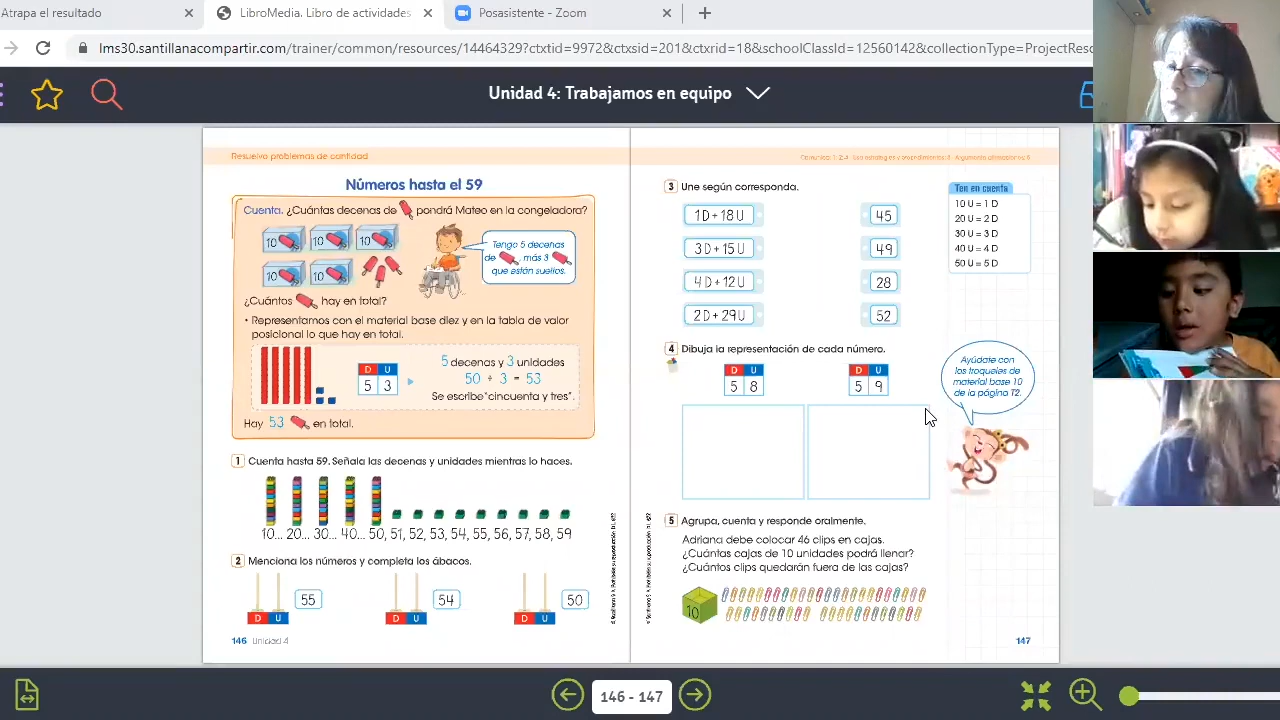 Atrapa el resultado
LibroMedia. Libro de actividades
Posasistente - Zoom
lms30.santillanacompartir.com/trainer/common/resources/14464329?ctxtid=9972&ctxsid=201&ctxrid=18&schoolClassId=12560142&collectionType=ProjectReso
Unidad 4: Trabajamos en equipo
Resuelve problemas de cantidad
Números hasta el 59
Cuenta. ¿Cuántas decenas de pondrá Mateo en la congeladora?
10 10 10
10 10
Tengo 5 decenas
de , más 3
que están sueltos.
¿Cuántos hay en total?
• Representamos con el material base diez y en la tabla de valor
posicional lo que hay en total.
D U
5 3
5 decenas y 3 unidades
50 + 3 = 53
Se escribe "cincuenta y tres".
Hay 53 en total.
1 Cuenta hasta 59. Señala las decenas y unidades mientras lo haces.
10... 20... 30... 40... 50, 51, 52, 53, 54, 55, 56, 57, 58, 59
2 Menciona los números y completa los ábacos.
D U 55
D U 54
D U 50
146 Unidad 4
3 Une según corresponda.
1D + 18U 45
3D + 15U 49
4D + 12U 28
2D + 29U 52
Ten en cuenta
10 U = 1 D
20 U = 2 D
30 U = 3 D
40 U = 4 D
50 U = 5 D
4 Dibuja la representación de cada número.
D U
5 8
D U
5 9
Ayúdate con
los troqueles de
material base 10
de la página T2.
5 Agrupa, cuenta y responde oralmente.
Adriana debe colocar 46 clips en cajas.
¿Cuántas cajas de 10 unidades podrá llenar?
¿Cuántos clips quedarán fuera de las cajas?
10
147
146 - 147